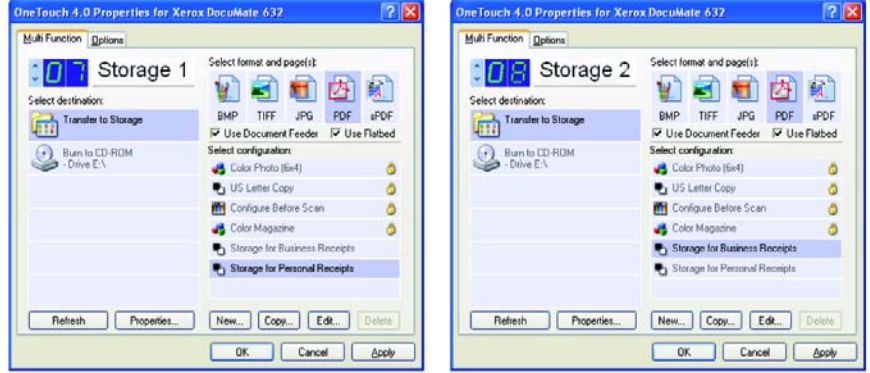 OneTouch 4.0 Properties for Xerox DocuMate 632
Multi Function Options
07 Storage 1
Select format and page(s):
BMP TIFF JPG PDF sPDF
Use Document Feeder Use Flatbed
Select destination:
Transfer to Storage
Burn to CD-ROM
- Drive E:\
Select configuration:
Color Photo (6x4)
US Letter Copy
Configure Before Scan
Color Magazine
Storage for Business Receipts
Storage for Personal Receipts
Refresh Properties... New... Copy... Edit... Delete
OK Cancel Apply
OneTouch 4.0 Properties for Xerox DocuMate 632
Multi Function Options
08 Storage 2
Select format and page(s):
BMP TIFF JPG PDF sPDF
Use Document Feeder Use Flatbed
Select destination:
Transfer to Storage
Burn to CD-ROM
- Drive E:\
Select configuration:
Color Photo (6x4)
US Letter Copy
Configure Before Scan
Color Magazine
Storage for Business Receipts
Storage for Personal Receipts
Refresh Properties... New... Copy... Edit... Delete
OK Cancel Apply